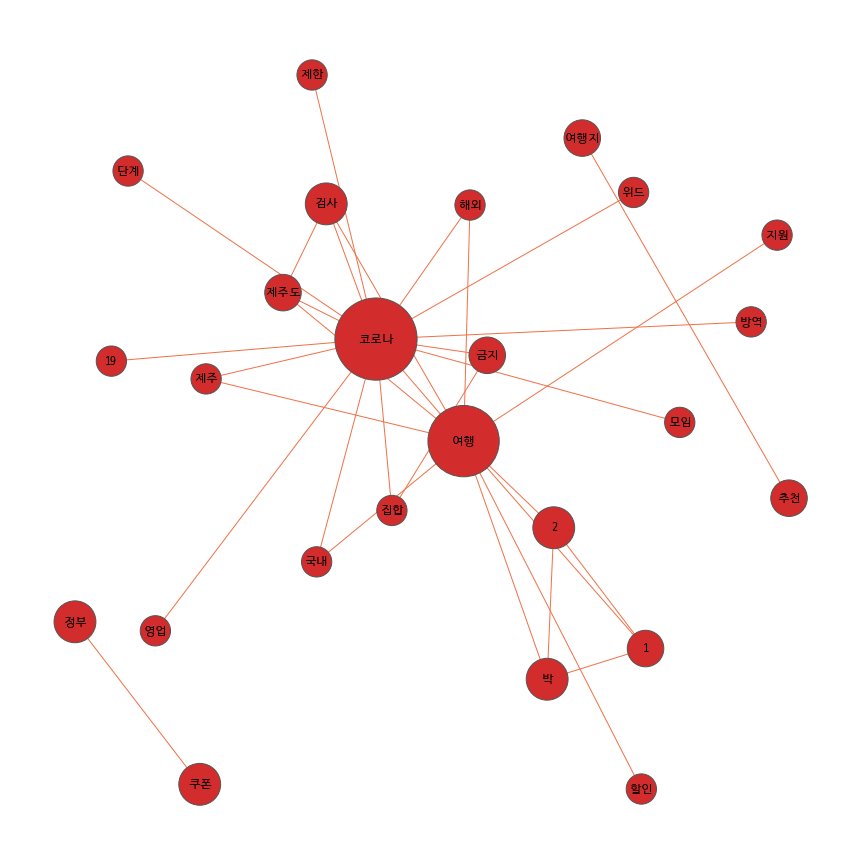 제한
여행지
단계
위드
검사
해외
지원
제주도
방역
코로나
금지
19
제주
모임
여행
추천
집합
2
국내
정부
영업
1
박
쿠폰
할인